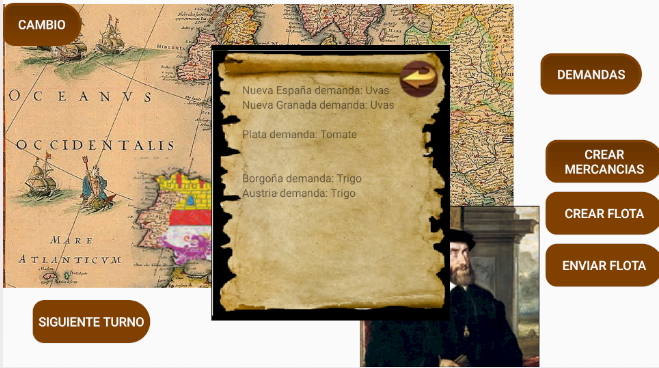 CAMBIO
OCEANVS
OCCIDENTALIS
MARE
ATLANTICVM
Nueva España demanda: Uvas
Nueva Granada demanda: Uvas
Plata demanda: Tomate
Borgoña demanda: Trigo
Austria demanda: Trigo
DEMANDAS
CREAR
MERCANCIAS
CREAR FLOTA
ENVIAR FLOTA
SIGUIENTE TURNO